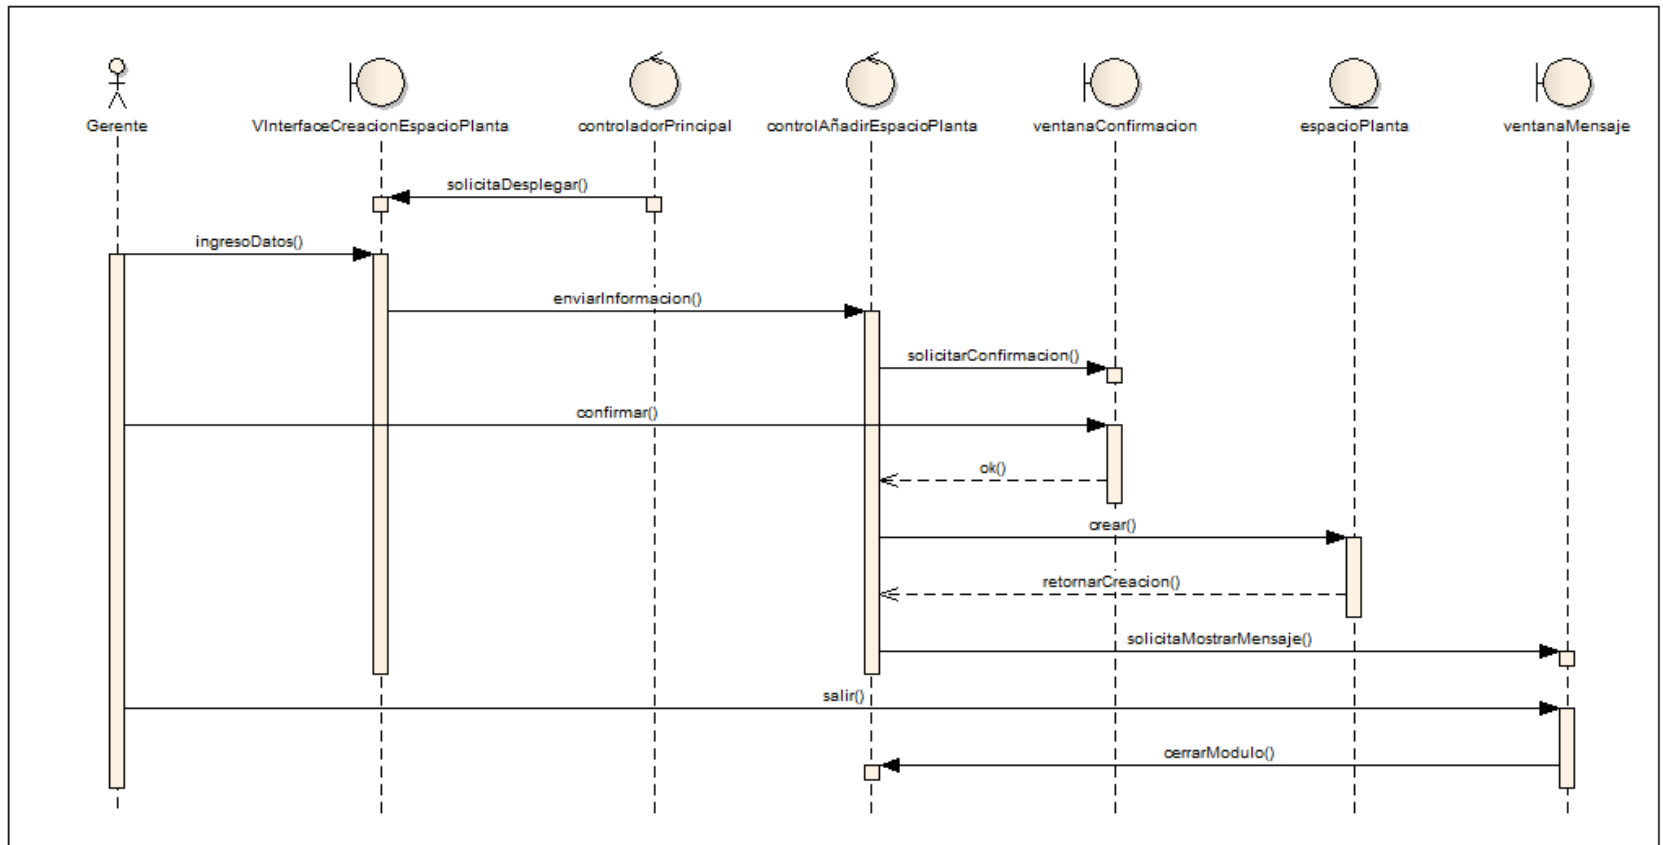 Gerente
VInterfaceCreacionEspacioPlanta
controladorPrincipal
controlAñadirEspacioPlanta
ventanaConfirmacion
espacioPlanta
ventanaMensaje
solicitaDesplegar()
ingresoDatos()
enviarInformacion()
solicitarConfirmacion()
confirmar()
ok()
crear()
retornarCreacion()
solicitaMostrarMensaje()
salir()
cerrarModulo()